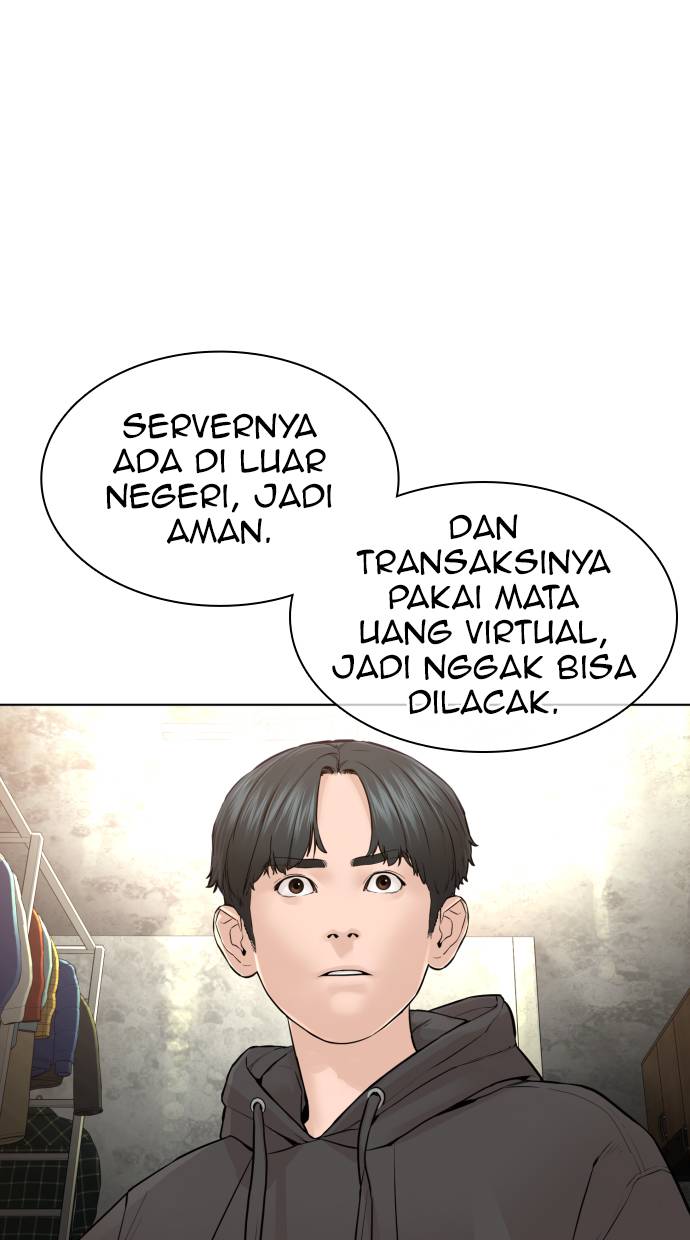 SERVERNYA
ADA DI LUAR
NEGERI, JADI
AMAN.
DAN
TRANSAKSINYA
PAKAI MATA
UANG VIRTUAL,
JADI NGGAK BISA
DILACAK.